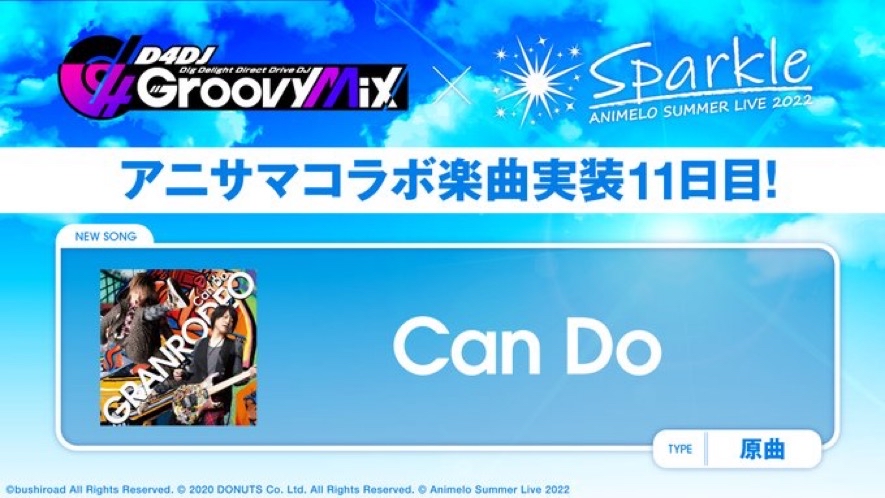 D4DJ
Dig Delight Direct Drive DJ
GROOVY MiX
×
Sparkle
ANIMELO SUMMER LIVE 2022
アニサマコラボ楽曲実装11日目!
NEW SONG
Can Do
GRANRODEO
Can Do
TYPE
原曲
©bushiroad All Rights Reserved. © 2020 DONUTS Co. Ltd. All Rights Reserved. © Animelo Summer Live 2022